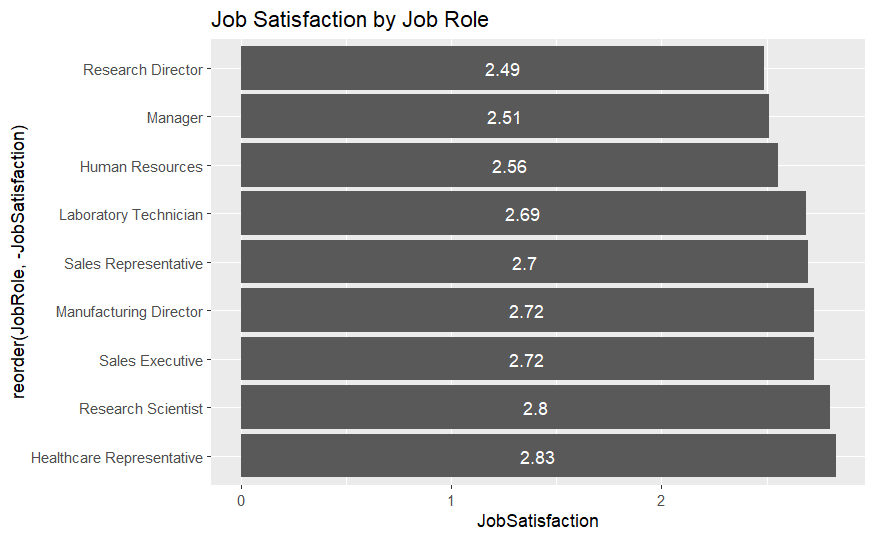 Job Satisfaction by Job Role
reorder(JobRole, -JobSatisfaction)
Research Director 2.49
Manager 2.51
Human Resources 2.56
Laboratory Technician 2.69
Sales Representative 2.7
Manufacturing Director 2.72
Sales Executive 2.72
Research Scientist 2.8
Healthcare Representative 2.83
0 1 2
JobSatisfaction